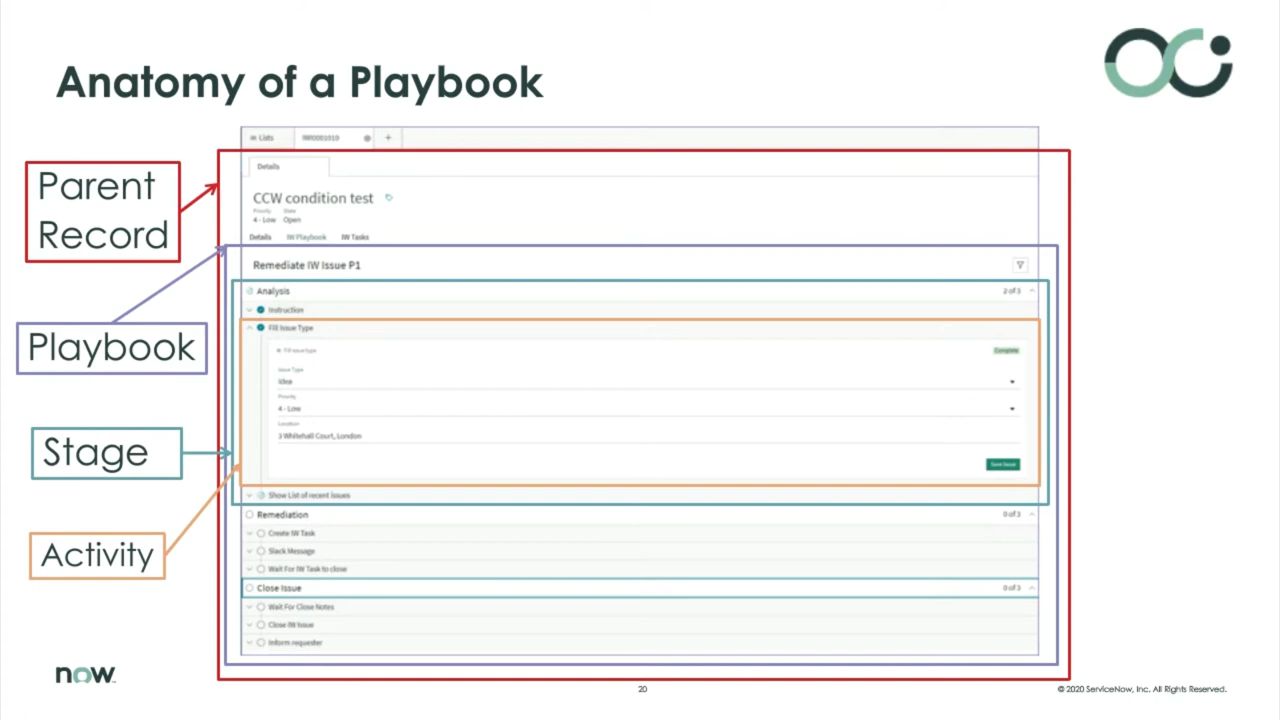 Anatomy of a Playbook
Lists
IWI0001019
+
Details
Parent
Record
CCW condition test
Priority State
4 - Low Open
Details IW Playbook IW Tasks
Remediate IW Issue P1
Analysis 2 of 3
Instruction
Fill Issue Type
Playbook
Fill issue type Complete
Issue Type
Idea
Priority
4 - Low
Location
3 Whitehall Court, London
Stage
Save Issue
Show List of recent issues
Remediation 0 of 3
Create IW Task
Activity
Slack Message
Wait For IW Task to close
Close Issue 0 of 3
Wait For Close Notes
Close IW Issue
Inform requester
now
20
© 2020 ServiceNow, Inc. All Rights Reserved.